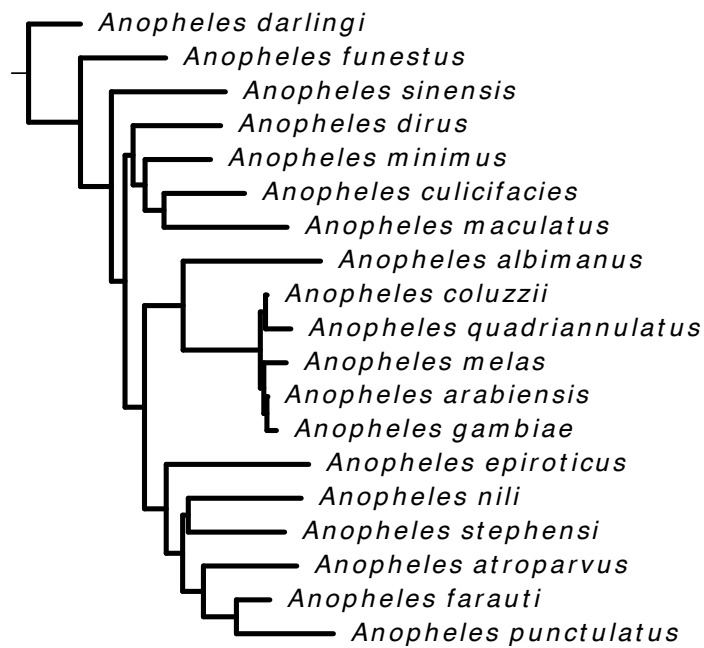 Anopheles darlingi
Anopheles funestus
Anopheles sinensis
Anopheles dirus
Anopheles minimus
Anopheles culicifacies
Anopheles maculatus
Anopheles albimanus
Anopheles coluzzii
Anopheles quadriannulatus
Anopheles melas
Anopheles arabiensis
Anopheles gambiae
Anopheles epiroticus
Anopheles nili
Anopheles stephensi
Anopheles atroparvus
Anopheles farauti
Anopheles punctulatus